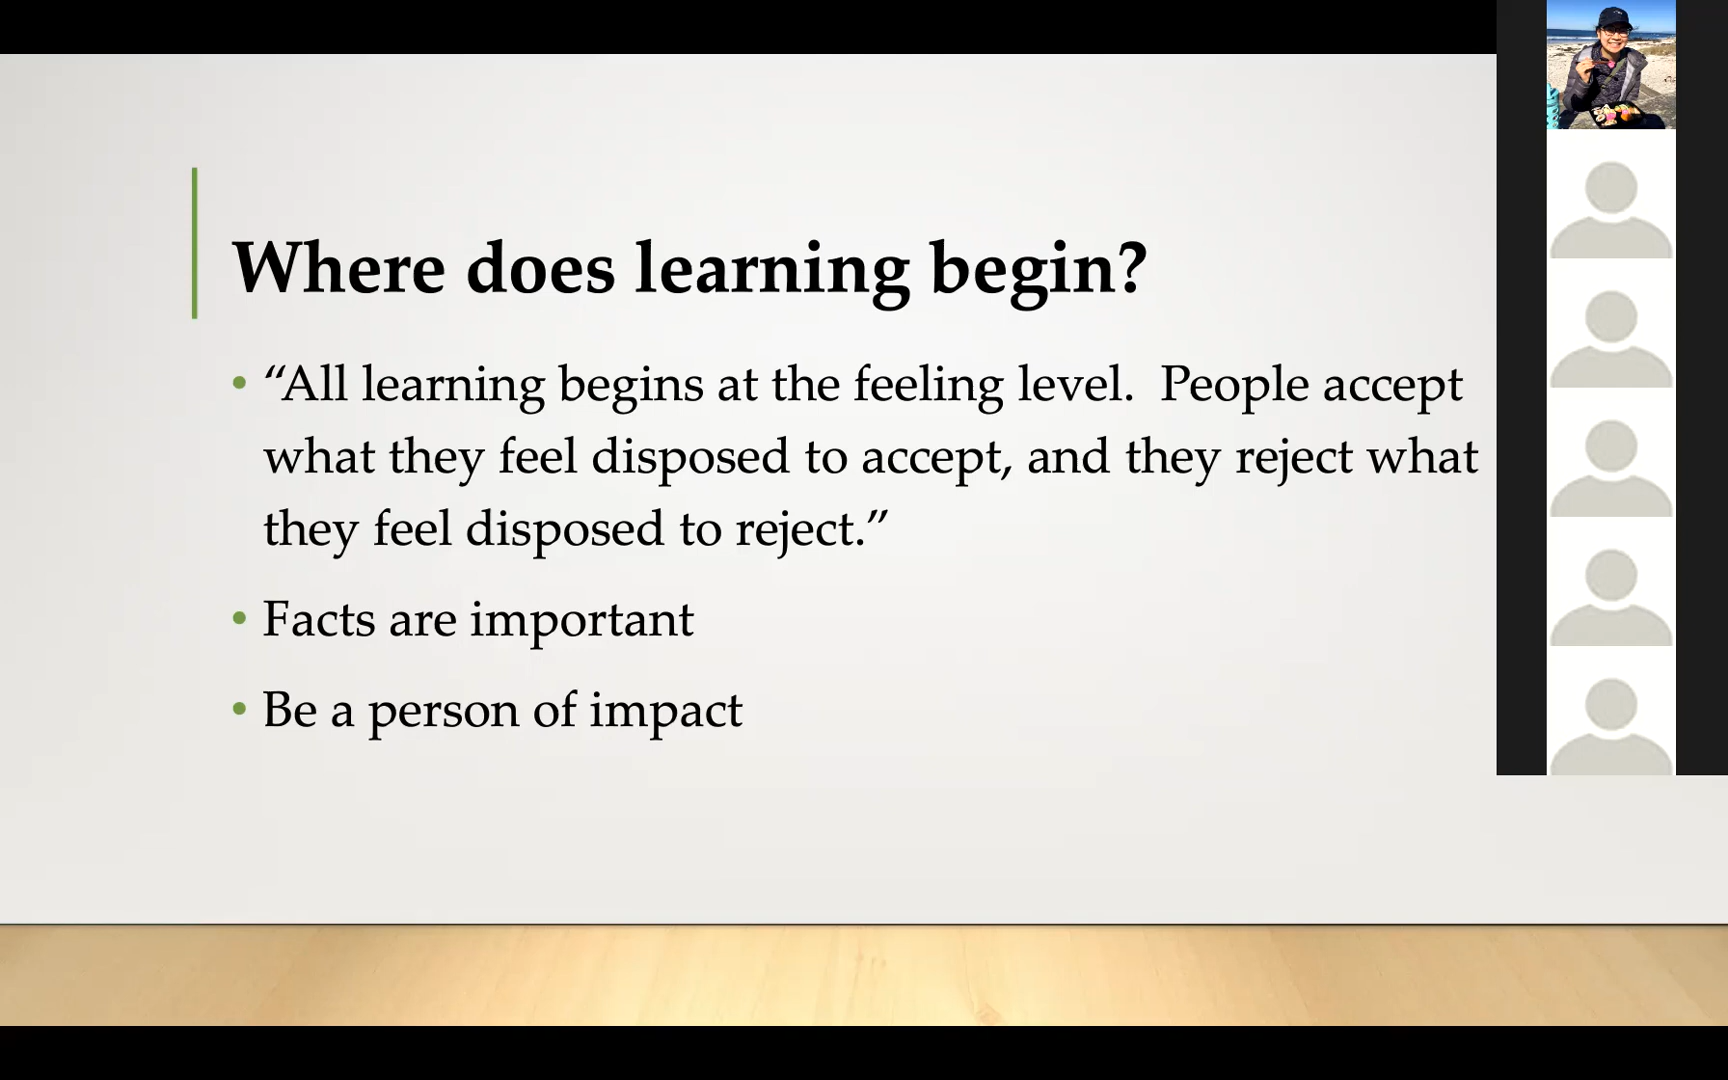 Where does learning begin?
• “All learning begins at the feeling level.  People accept
what they feel disposed to accept, and they reject what
they feel disposed to reject.”
• Facts are important
• Be a person of impact